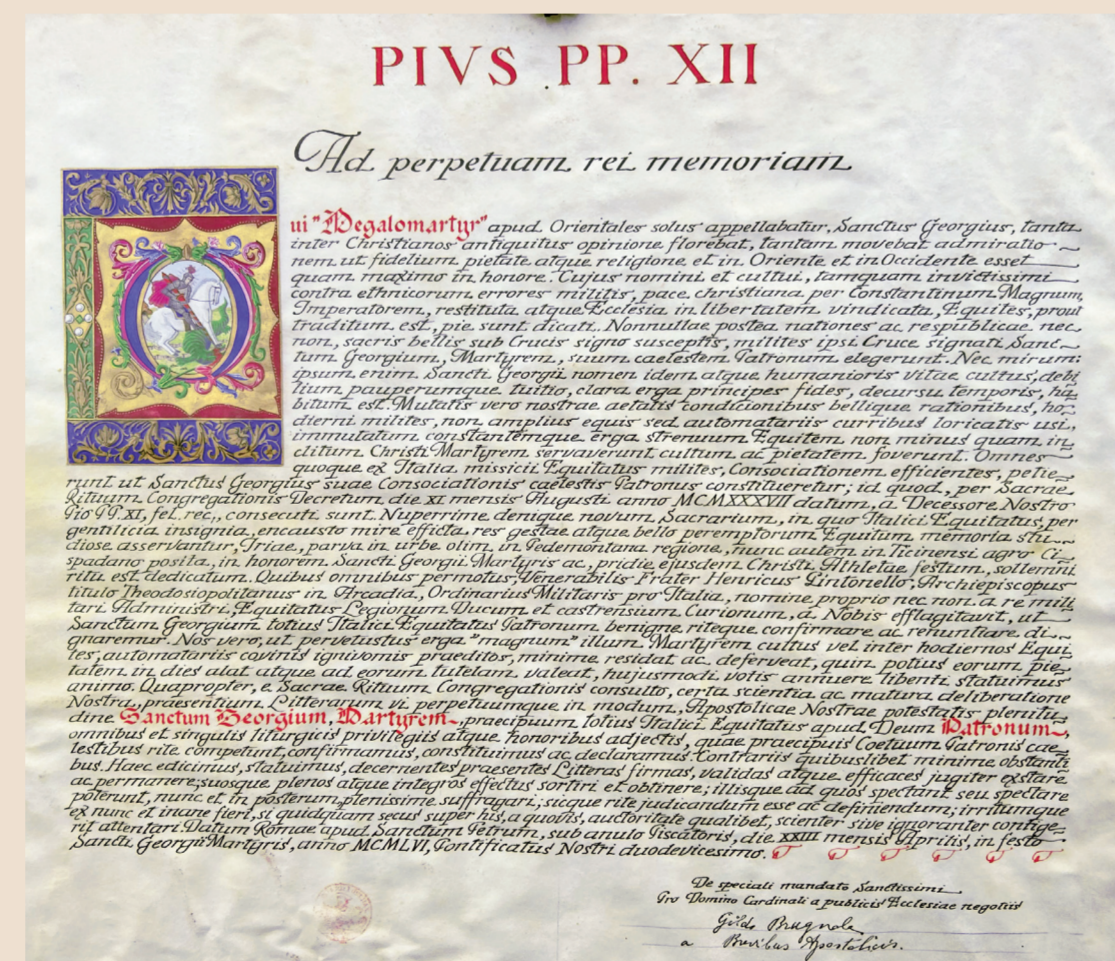 PIVS PP. XII
Ad perpetuam rei memoriam
Qui "Megalomartyr" apud Orientales solus appellabatur, Sanctus Georgius, tanta
inter Christianos antiquitus opinione florebat, tantam movebat admiratio-
nem ut fidelium pietate atque religione et in Oriente et in Occidente esset
quam maximo in honore. Cujus nomini et cultui, tamquam invictissimi
contra ethnicorum errores militis, pace christiana per Constantinum Magnum,
Imperatorem, restituta atque Ecclesia in libertatem vindicata, Equites, prout
traditum est, pie sunt dicati. Nonnullae postea nationes ac respublicae nec
non, sacris bellis sub Crucis signo susceptis, milites ipsi Cruce signati Sanc-
tum Georgium, Martyrem, suum caelestem Patronum elegerunt. Nec mirum:
ipsum enim Sancti Georgii nomen idem atque humanioris vitae cultus, debi
lium pauperumque tuitio, clara erga principes fides, decursu temporis, ha-
bitum est. Mutatis vero nostrae aetatis condicionibus bellique rationibus, ho-
dierni milites, non amplius equis sed automatariis curribus loricatis usi,
immutatum constantemque erga strenuum Equitem non minus quam in-
clitum Christi Martyrem servaverunt cultum ac pietatem foverunt. Omnes
quoque ex Italia missicii Equitatus milites, Consociationem efficientes, petie-
runt ut Sanctus Georgius suae Consociationis caelestis Patronus constitueretur; id quod, per Sacrae
Rituum Congregationis Decretum die XI mensis Augusti anno MCMXXXVII datum, a Decessore Nostro
Pio PP. XI, fel. rec., consecuti sunt. Nuperrime denique novum Sacrarium, in quo Italici Equitatus, per
gentilicia insignia, encausto mire efficta, res gestae atque bello peremptorum Equitum memoria stu-
diose asservantur, Triae, parva in urbe olim in Pedemontana regione, nunc autem in Ticinensi agro Ci-
spadano posita, in honorem Sancti Georgii Martyris ac, pridie ejusdem Christi Athletae festum, sollemni
ritu est dedicatum. Quibus omnibus permotus, Venerabilis Frater Henricus Pintonello, Archiepiscopus
titulo Theodosiopolitanus in Arcadia, Ordinarius Militaris pro Italia, nomine proprio nec non a re mili
tari Administri, Equitatus Legionum Ducum et castrensium Curionum, a Nobis efflagitavit, ut
Sanctum Georgium totius Italici Equitatus Patronum benigne riteque confirmare ac renuntiare di-
gnaremur. Nos vero, ut pervetustus erga "magnum" illum Martyrem cultus vel inter hodiernos Equi
tes, automatariis covinis ignivomis praeditos, minime residat ac deferveat, quin potius eorum pie-
tatem in dies alat atque ad eorum tutelam valeat, hujusmodi votis annuere libenti statuimus
animo. Quapropter, e Sacrae Rituum Congregationis consulto, certa scientia ac matura deliberatione
Nostra, praesentium Litterarum vi perpetuumque in modum, Apostolicae Nostrae potestatis plenitu-
dine Sanctum Georgium, Martyrem, praecipuum totius Italici Equitatus apud Deum Patronum,
omnibus et singulis liturgicis privilegiis atque honoribus adjectis, quae praecipuis Coetuum Patronis cae-
lestibus rite competunt, confirmamus, constituimus ac declaramus. Contrariis quibuslibet minime obstanti
bus. Haec edicimus, statuimus, decernentes praesentes Litteras firmas, validas atque efficaces jugiter exstare
ac permanere; suosque plenos atque integros effectus sortiri et obtinere; illisque ad quos spectant seu spectare
poterunt, nunc et in posterum, plenissime suffragari; sicque rite judicandum esse ac definiendum; irritumque
ex nunc et inane fieri, si quidquam secus super his, a quovis, auctoritate qualibet, scienter sive ignoranter contige-
rit attentari. Datum Romae apud Sanctum Petrum, sub anulo Piscatoris, die XXIII mensis Aprilis, in festo
Sancti Georgii Martyris, anno MCMLVI, Pontificatus Nostri duodevicesimo.
De speciali mandato Sanctissimi
Pro Domino Cardinali a publicis Ecclesiae negotiis
Gildo Brugnola
a Brevibus Apostolicis.